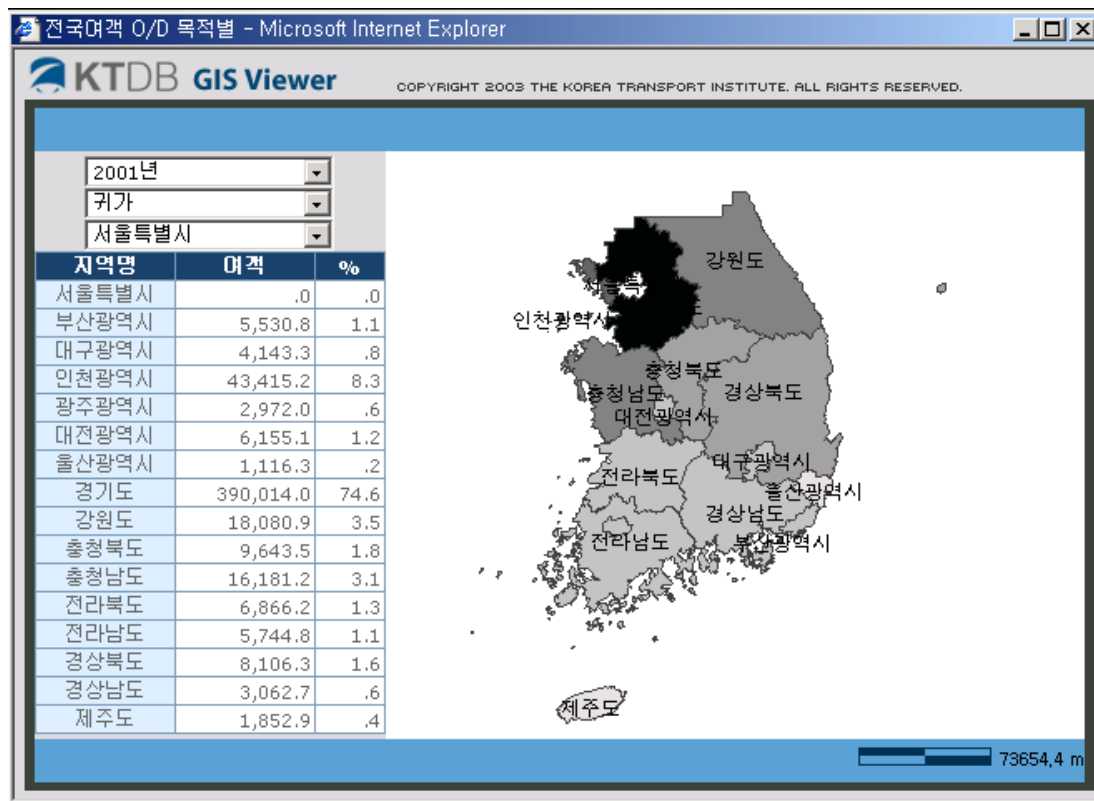 전국여객 O/D 목적별 - Microsoft Internet Explorer
KTDB GIS Viewer
COPYRIGHT 2003 THE KOREA TRANSPORT INSTITUTE. ALL RIGHTS RESERVED.
2001년
귀가
서울특별시
지역명 여객 %
서울특별시 .0 .0
부산광역시 5,530.8 1.1
대구광역시 4,143.3 .8
인천광역시 43,415.2 8.3
광주광역시 2,972.0 .6
대전광역시 6,155.1 1.2
울산광역시 1,116.3 .2
경기도 390,014.0 74.6
강원도 18,080.9 3.5
충청북도 9,643.5 1.8
충청남도 16,181.2 3.1
전라북도 6,866.2 1.3
전라남도 5,744.8 1.1
경상북도 8,106.3 1.6
경상남도 3,062.7 .6
제주도 1,852.9 .4
강원도
서울특
인천광역시
충청북도
충청남도
경상북도
대전광역시
대구광역시
전라북도
울산광역시
경상남도
전라남도
부산광역시
제주도
73654,4 m